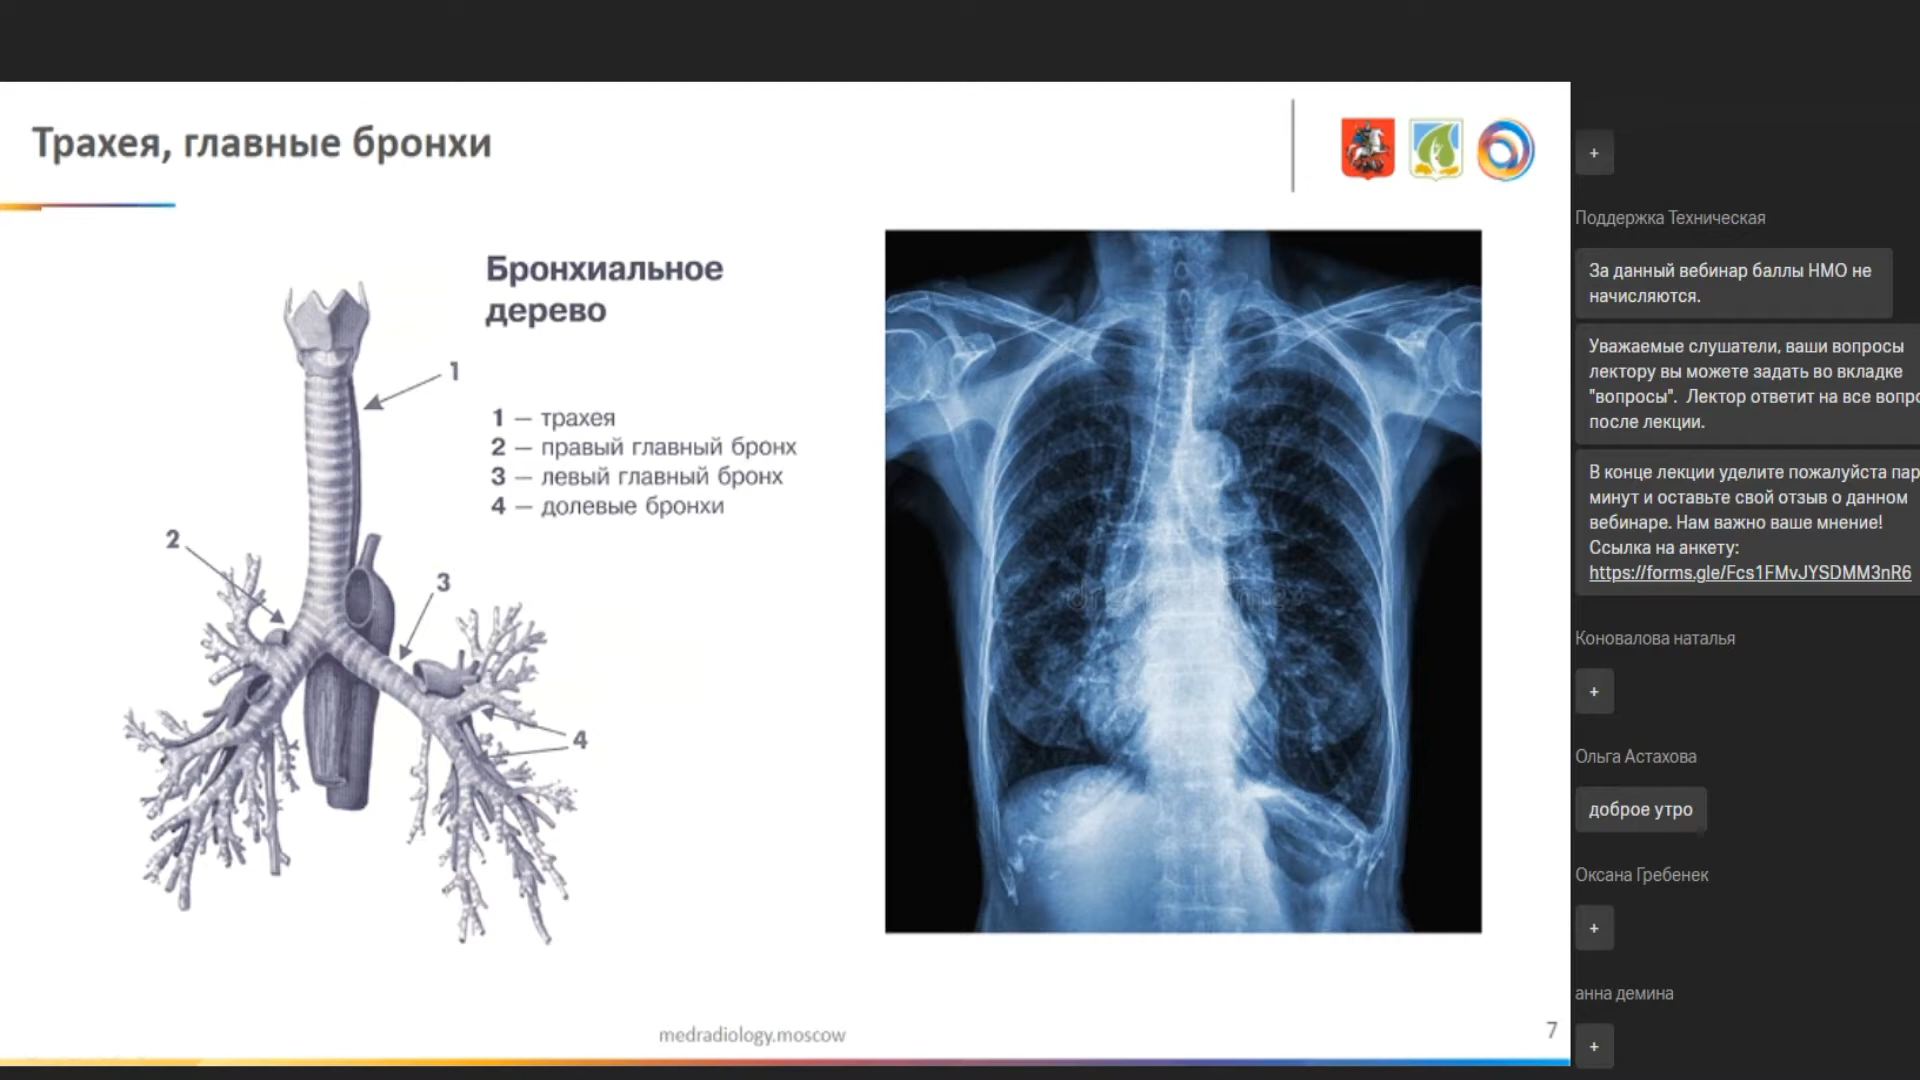 Трахея, главные бронхи
Бронхиальное
дерево
1
1 — трахея
2 — правый главный бронх
3 — левый главный бронх
4 — долевые бронхи
2
3
4
medradiology.moscow
7
+
Поддержка Техническая
За данный вебинар баллы НМО не
начисляются.
Уважаемые слушатели, ваши вопросы
лектору вы можете задать во вкладке
"вопросы". Лектор ответит на все вопро
после лекции.
В конце лекции уделите пожалуйста пар
минут и оставьте свой отзыв о данном
вебинаре. Нам важно ваше мнение!
Ссылка на анкету:
https://forms.gle/Fcs1FMvJYSDMM3nR6
Коновалова наталья
+
Ольга Астахова
доброе утро
Оксана Гребенек
+
анна демина
+